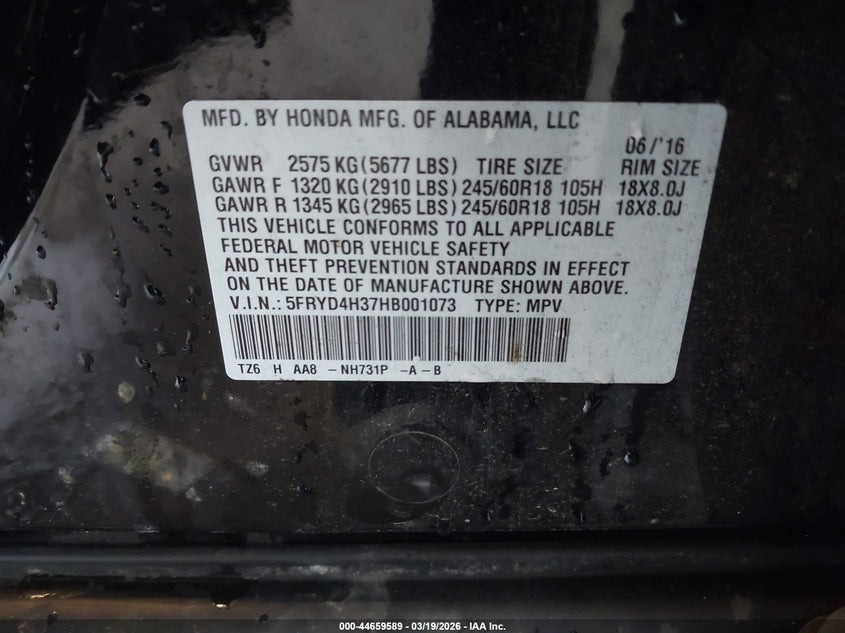 MFD. BY HONDA MFG. OF ALABAMA, LLC
06/'16
GVWR 2575 KG(5677 LBS) TIRE SIZE RIM SIZE
GAWR F 1320 KG(2910 LBS) 245/60R18 105H 18X8.0J
GAWR R 1345 KG(2965 LBS) 245/60R18 105H 18X8.0J
THIS VEHICLE CONFORMS TO ALL APPLICABLE
FEDERAL MOTOR VEHICLE SAFETY
AND THEFT PREVENTION STANDARDS IN EFFECT
ON THE DATE OF MANUFACTURE SHOWN ABOVE.
V.I.N.: 5FRYD4H37HB001073 TYPE: MPV
TZ6 H AA8 -NH731P -A-B
000-44659589 - 03/19/2026 - IAA Inc.